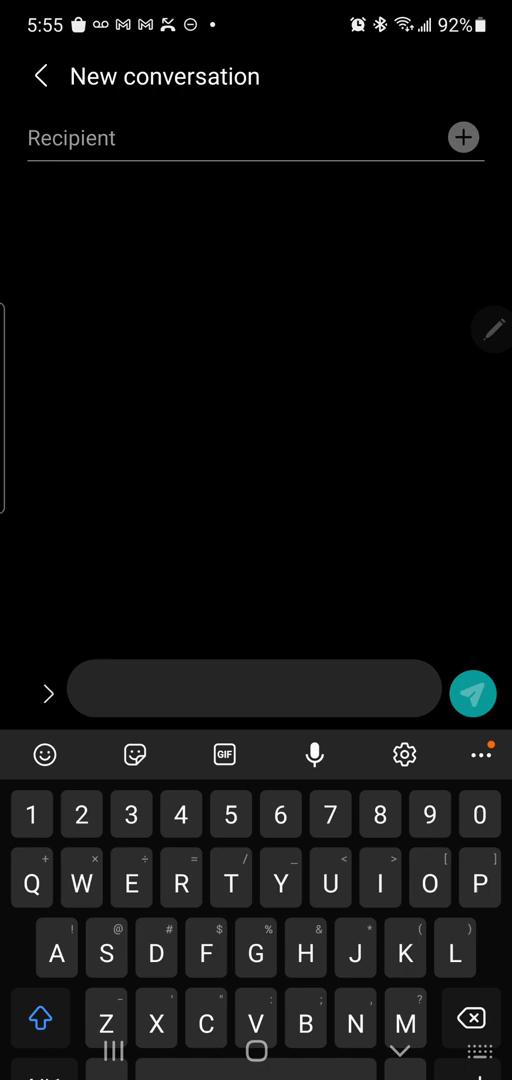 5:55 92%
New conversation
Recipient
GIF
1 2 3 4 5 6 7 8 9 0
+ × ÷ = / _ < > [ ]
Q W E R T Y U I O P
! @ # $ % & * ( )
A S D F G H J K L
- ' " : ; , ?
Z X C V B N M